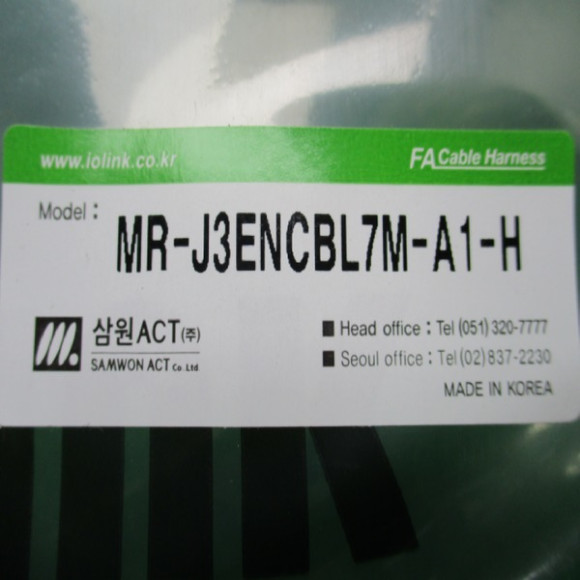 www.iolink.co.kr
FA Cable Harness
Model :
MR-J3ENCBL7M-A1-H
삼원ACT(주)
SAMWON ACT Co. Ltd
■ Head office : Tel (051) 320-7777
■ Seoul office : Tel (02) 837-2230
MADE IN KOREA